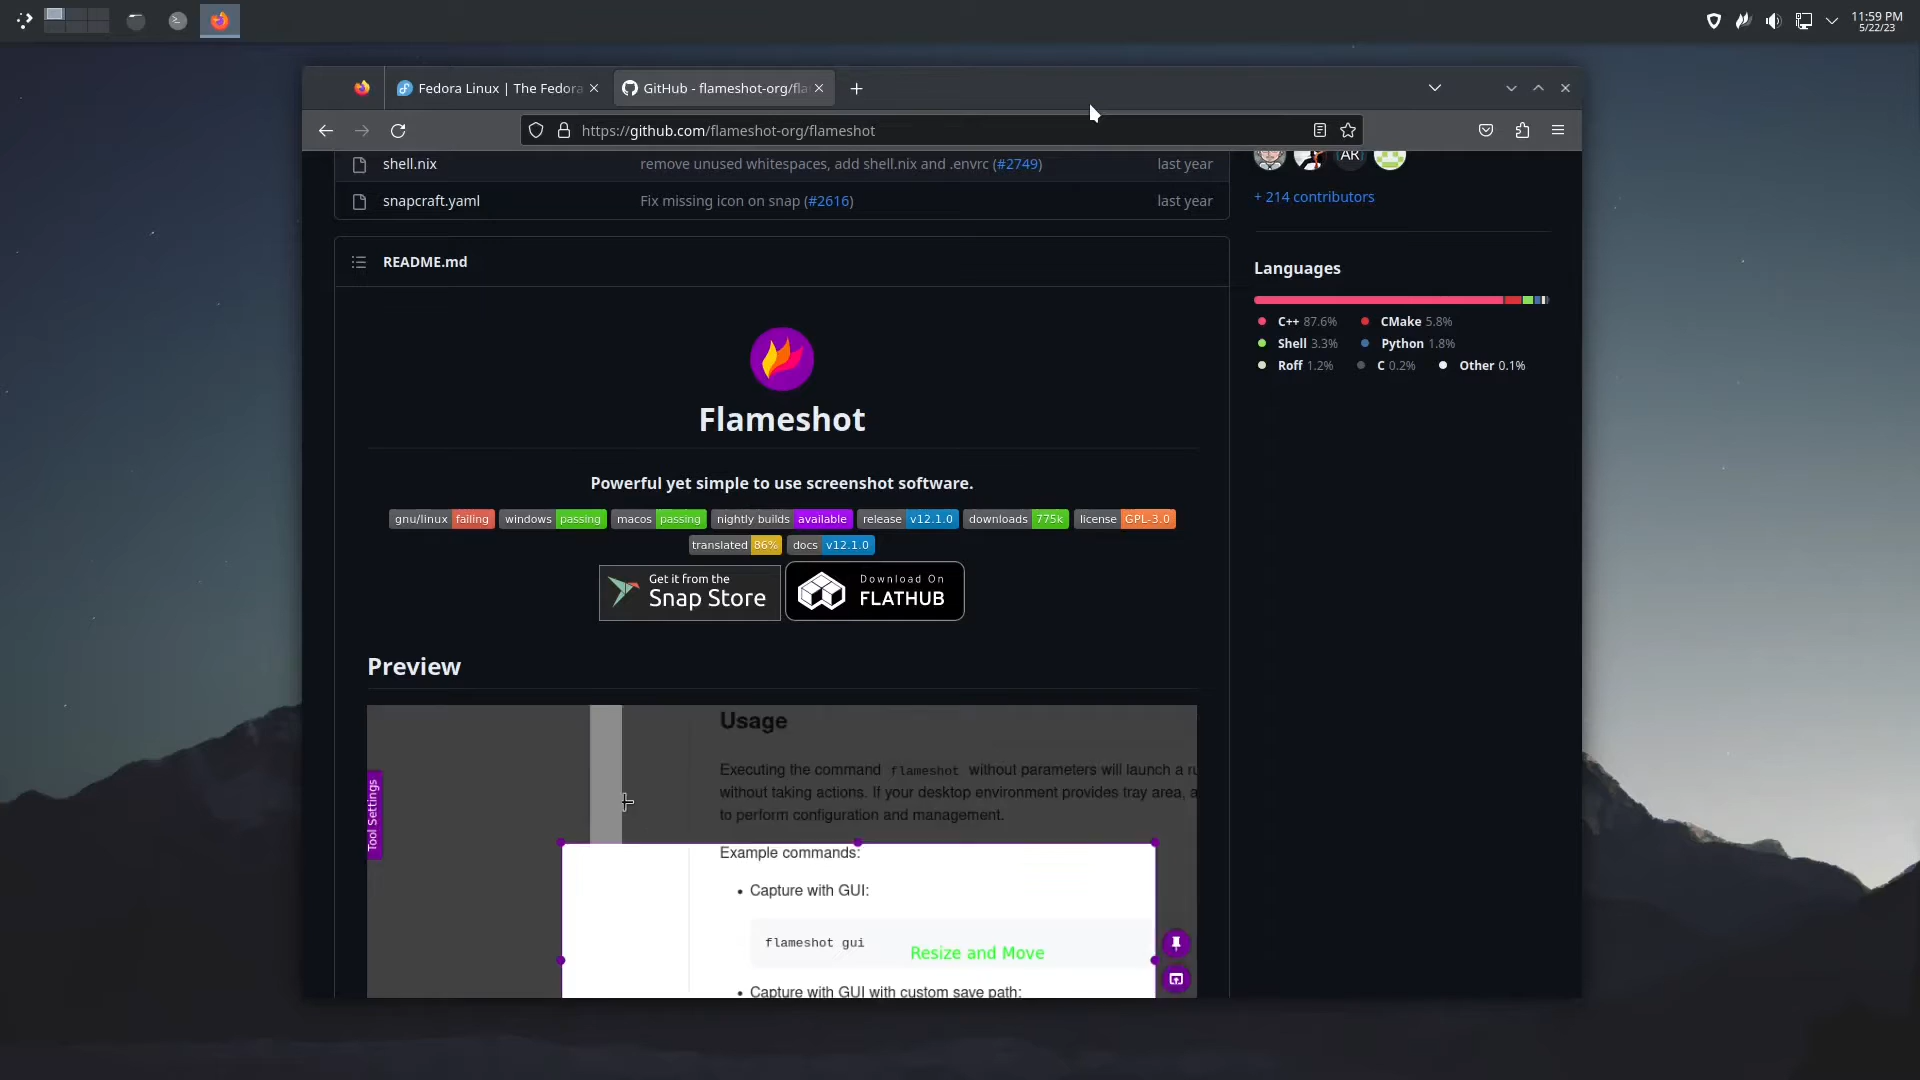 11:59 PM
5/22/23
Fedora Linux | The Fedora
GitHub - flameshot-org/fla
https://github.com/flameshot-org/flameshot
shell.nix remove unused whitespaces, add shell.nix and .envrc (#2749) last year
snapcraft.yaml Fix missing icon on snap (#2616) last year
AR
+ 214 contributors
README.md
Languages
C++ 87.6% CMake 5.8%
Shell 3.3% Python 1.8%
Roff 1.2% C 0.2% Other 0.1%
Flameshot
Powerful yet simple to use screenshot software.
gnu/linux failing windows passing macos passing nightly builds available release v12.1.0 downloads 775k license GPL-3.0
translated 86% docs v12.1.0
Get it from the
Snap Store
Download On
FLATHUB
Preview
Tool Settings
Usage
Executing the command flameshot without parameters will launch a
without taking actions. If your desktop environment provides tray area, a
to perform configuration and management.
Example commands:
• Capture with GUI:
flameshot gui
Resize and Move
• Capture with GUI with custom save path: